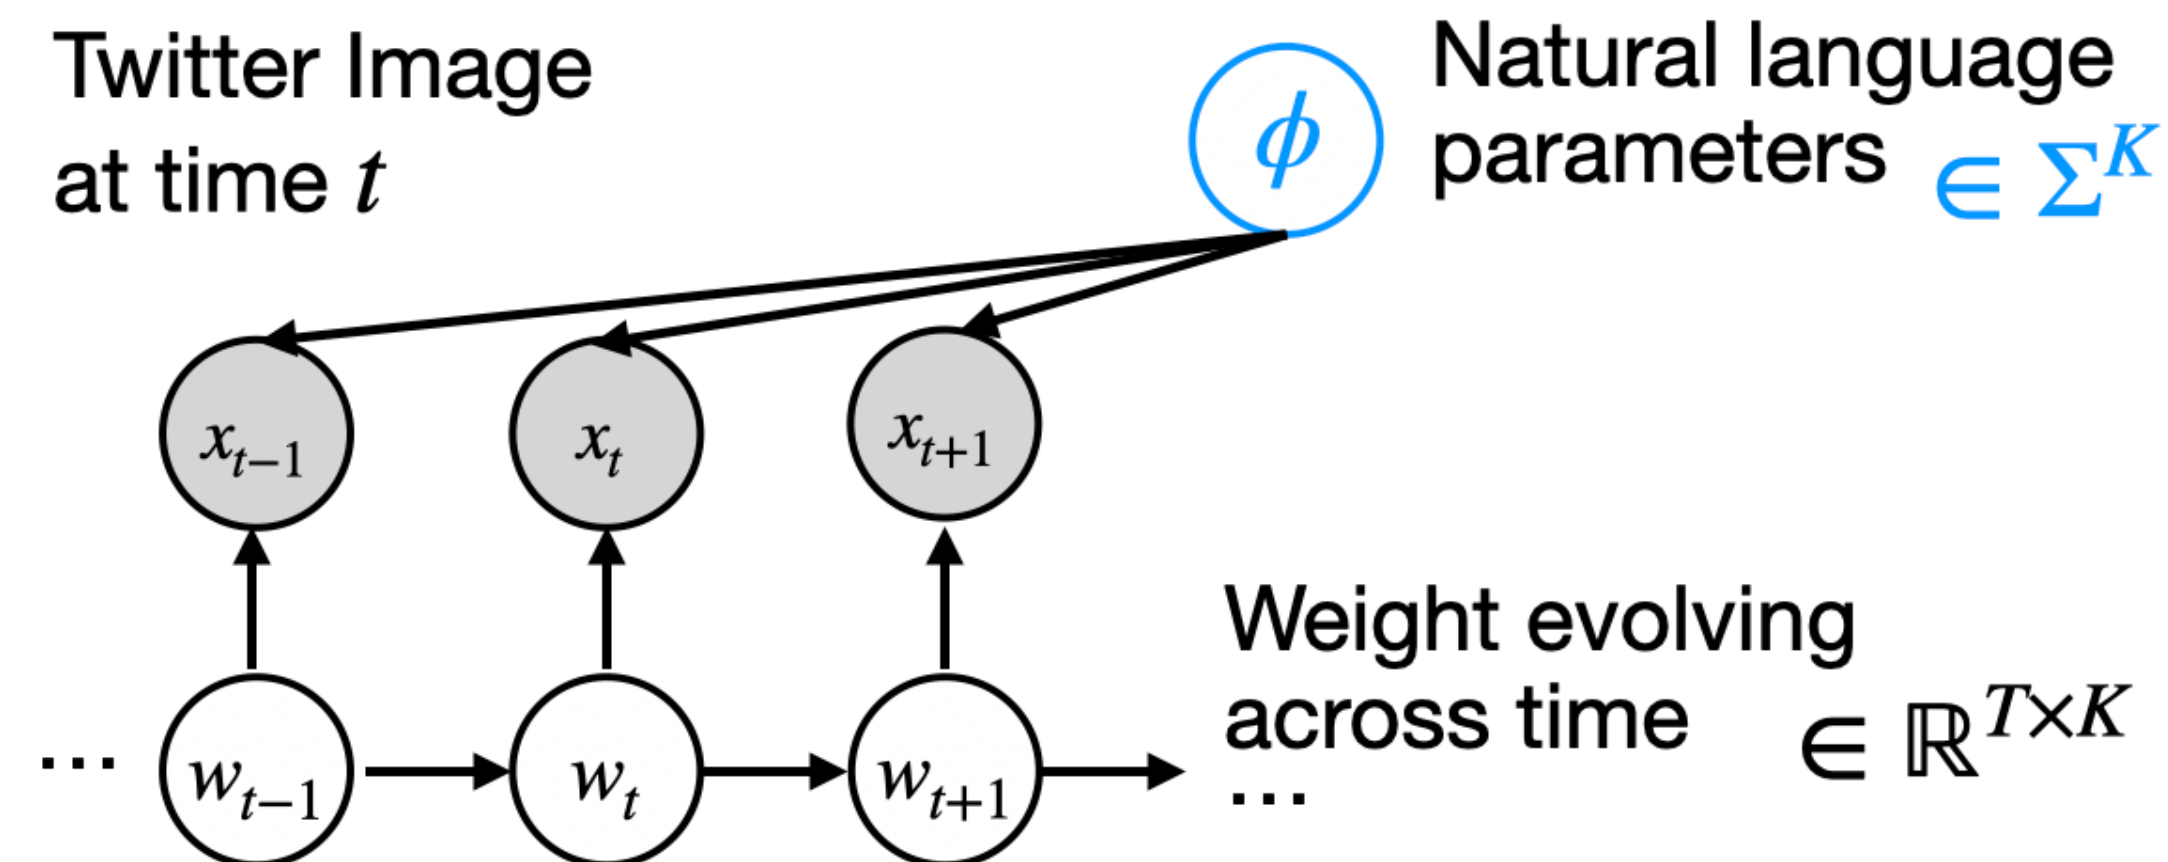 Twitter Image
at time t
ϕ
Natural language
parameters ∈ Σ^K
x_{t−1}
x_t
x_{t+1}
Weight evolving
across time ∈ ℝ^{T×K}
...
w_{t−1}
w_t
w_{t+1}
...